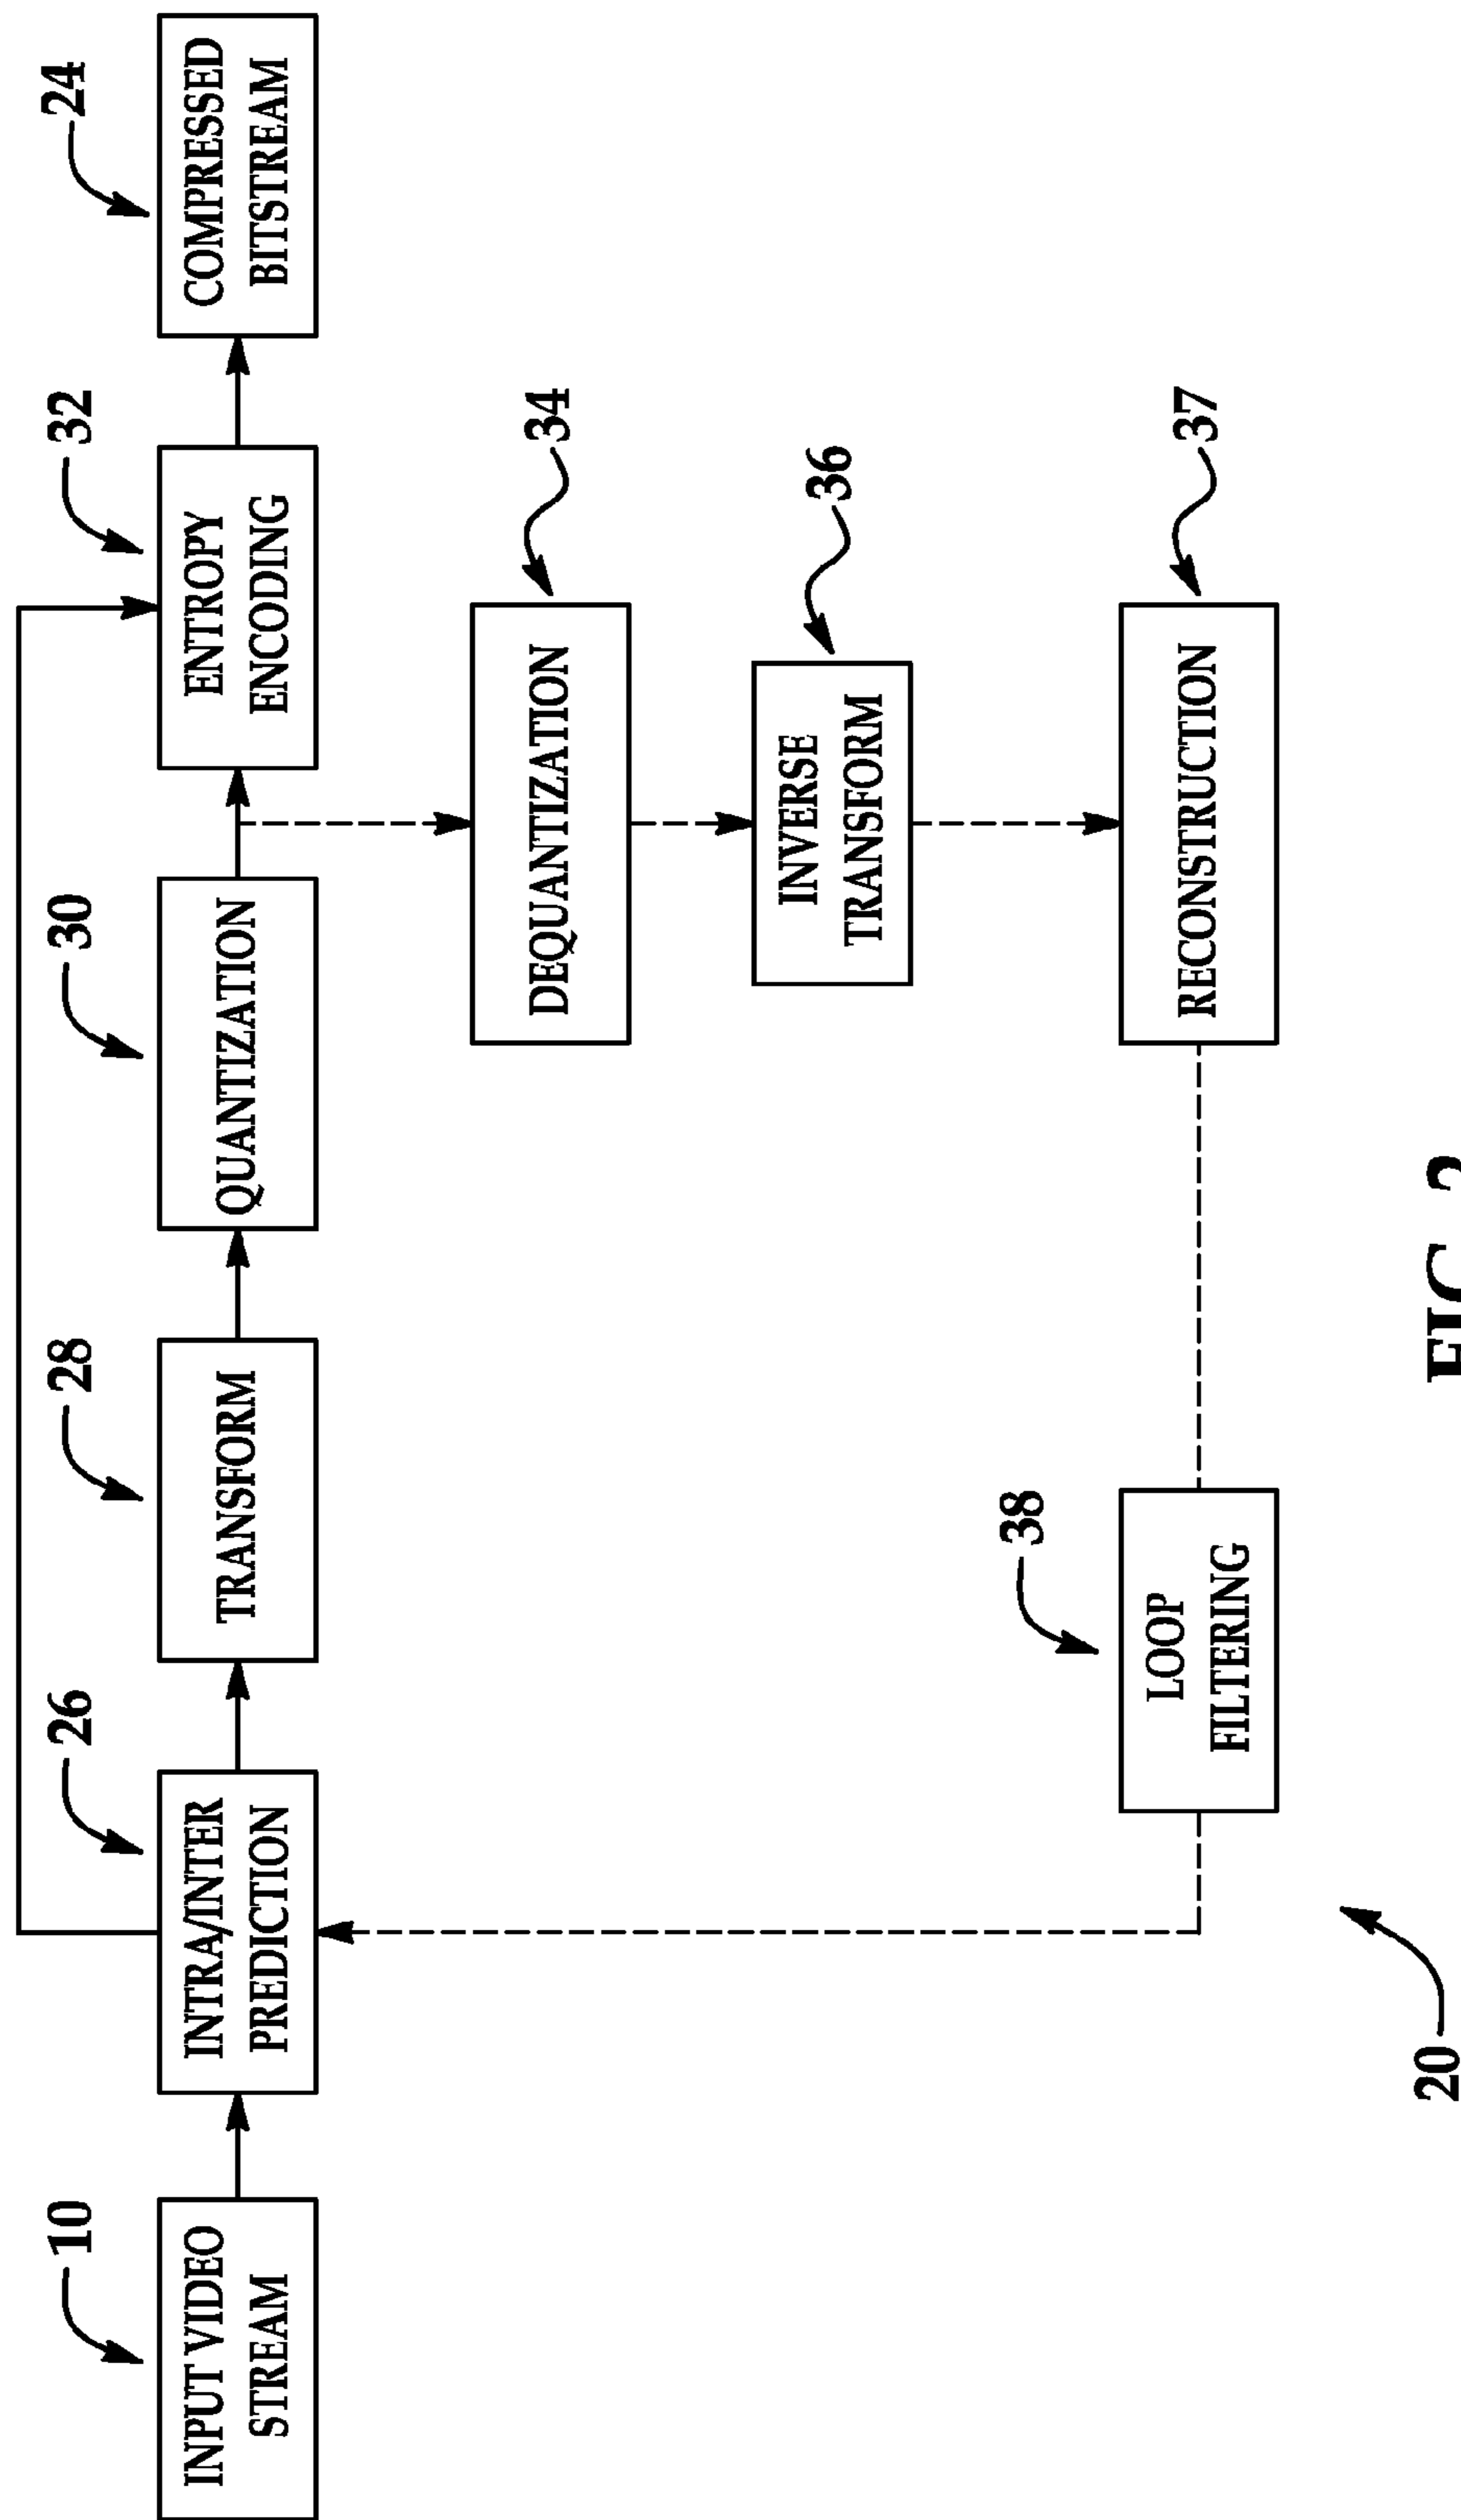 10
26
28
30
32
24
INPUT VIDEO
STREAM
INTRA/INTER
PREDICTION
TRANSFORM
QUANTIZATION
ENTROPY
ENCODING
COMPRESSED
BITSTREAM
34
DEQUANTIZATION
36
INVERSE
TRANSFORM
38
LOOP
FILTERING
37
RECONSTRUCTION
20
FIG